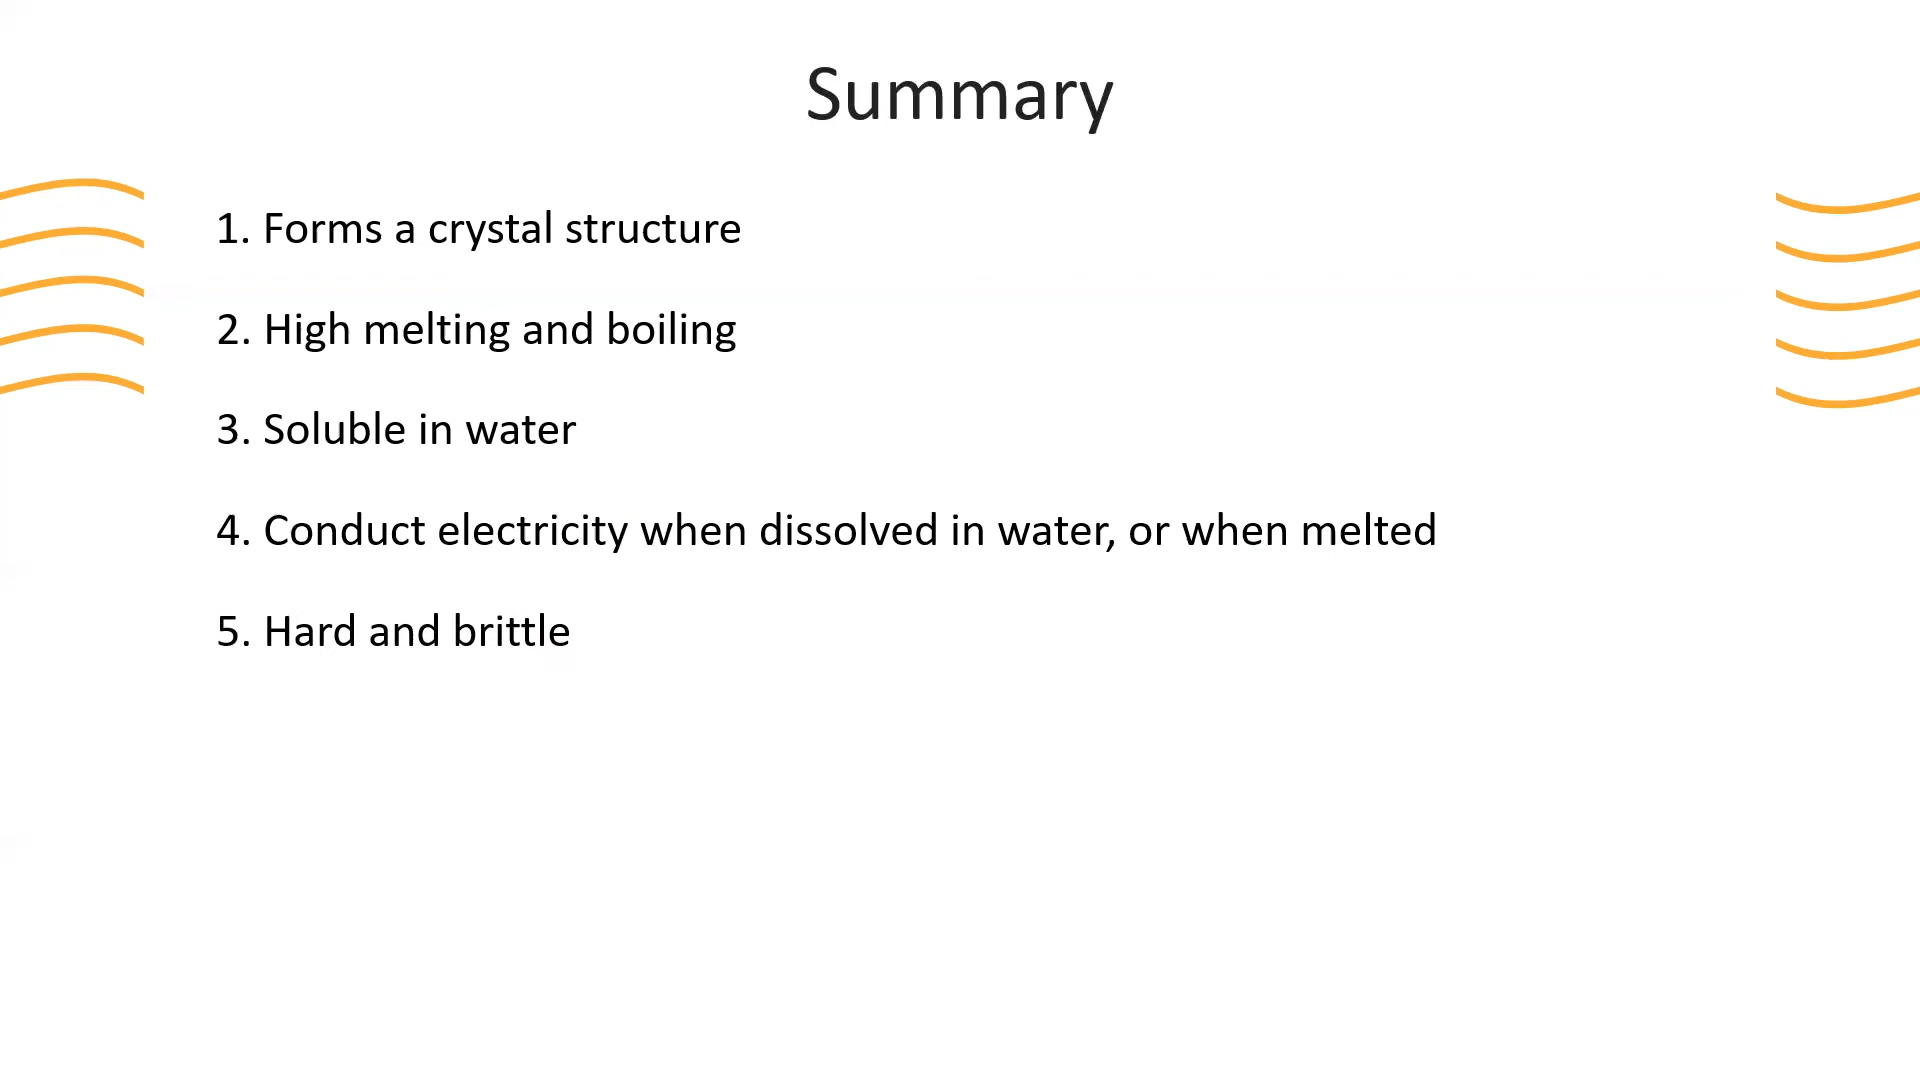 Summary
1. Forms a crystal structure
2. High melting and boiling
3. Soluble in water
4. Conduct electricity when dissolved in water, or when melted
5. Hard and brittle